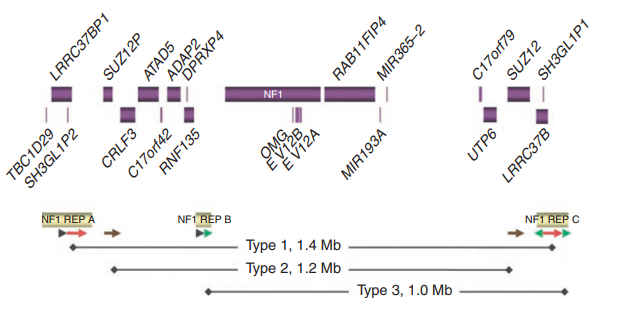 LRRC37BP1
SUZ12P
ATAD5
ADAP2
DPRXP4
RAB11FIP4
MIR365-2
C17orf79
SUZ12
SH3GL1P1
NF1
TBC1D29
SH3GL1P2
CRLF3
C17orf42
RNF135
OMG
EVI2B
EVI2A
MIR193A
UTP6
LRRC37B
NF1 REP A
NF1 REP B
NF1 REP C
Type 1, 1.4 Mb
Type 2, 1.2 Mb
Type 3, 1.0 Mb